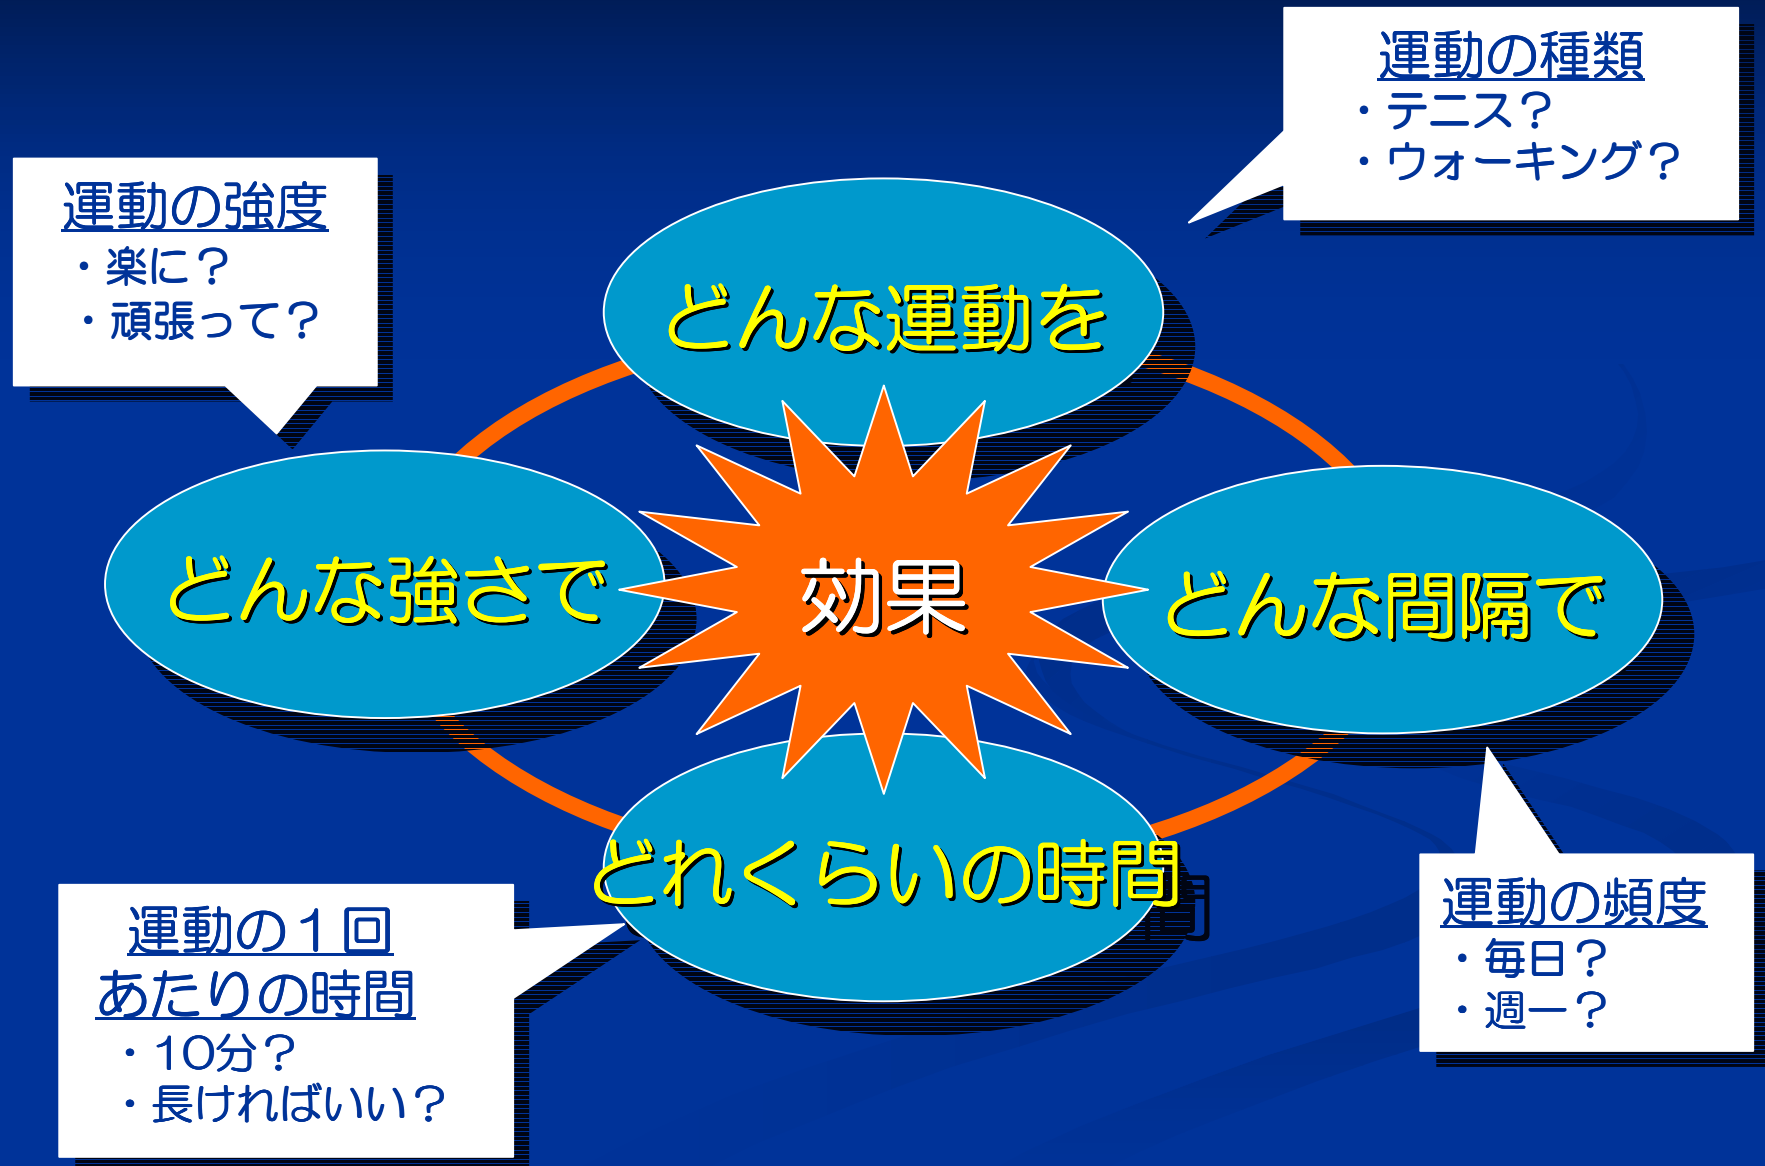 運動の種類
・テニス？
・ウォーキング？
運動の強度
・楽に？
・頑張って？
どんな運動を
どんな強さで
効果
どんな間隔で
どれくらいの時間
運動の１回
あたりの時間
・10分？
・長ければいい？
運動の頻度
・毎日？
・週一？